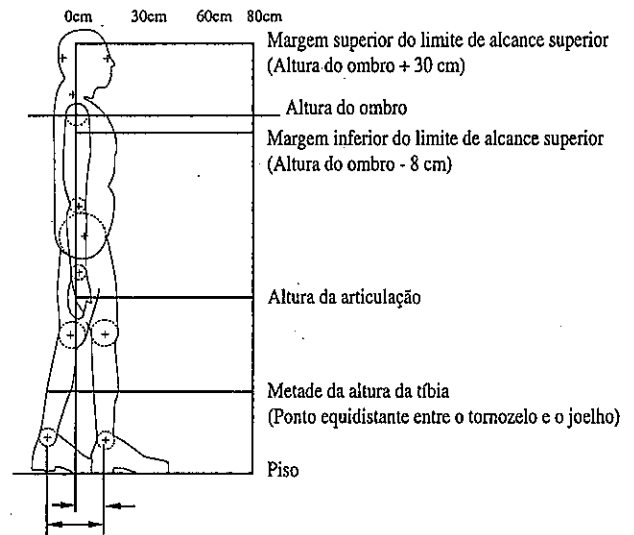 0cm 30cm 60cm 80cm
Margem superior do limite de alcance superior
(Altura do ombro + 30 cm)
Altura do ombro
Margem inferior do limite de alcance superior
(Altura do ombro - 8 cm)
Altura da articulação
Metade da altura da tíbia
(Ponto equidistante entre o tornozelo e o joelho)
Piso